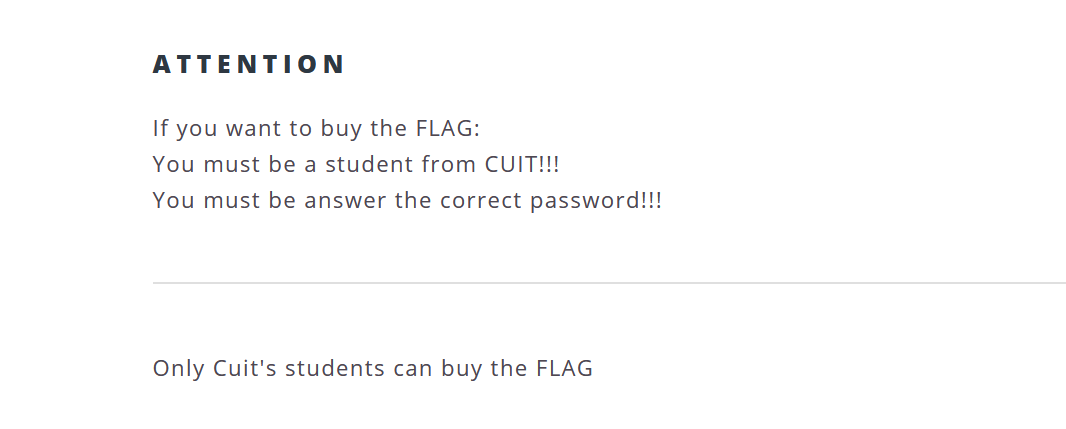 ATTENTION
If you want to buy the FLAG:
You must be a student from CUIT!!!
You must be answer the correct password!!!
Only Cuit's students can buy the FLAG